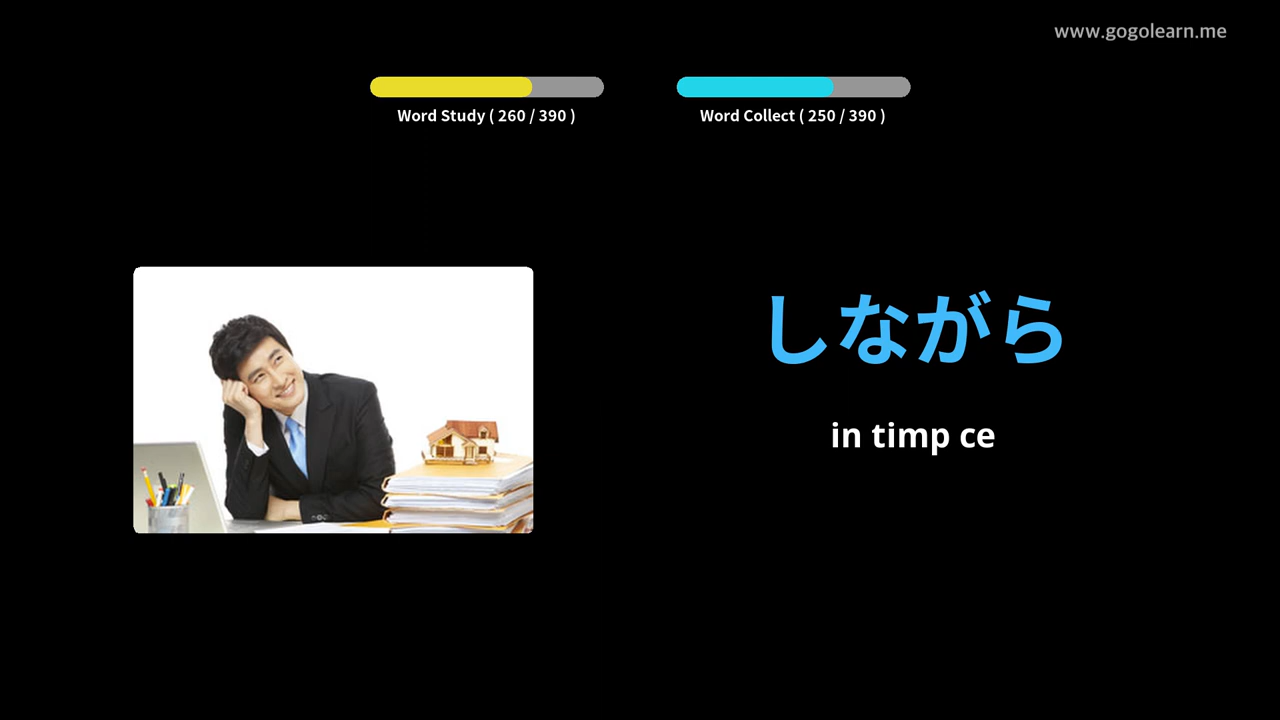 www.gogolearn.me
Word Study ( 260 / 390 )
Word Collect ( 250 / 390 )
しながら
in timp ce